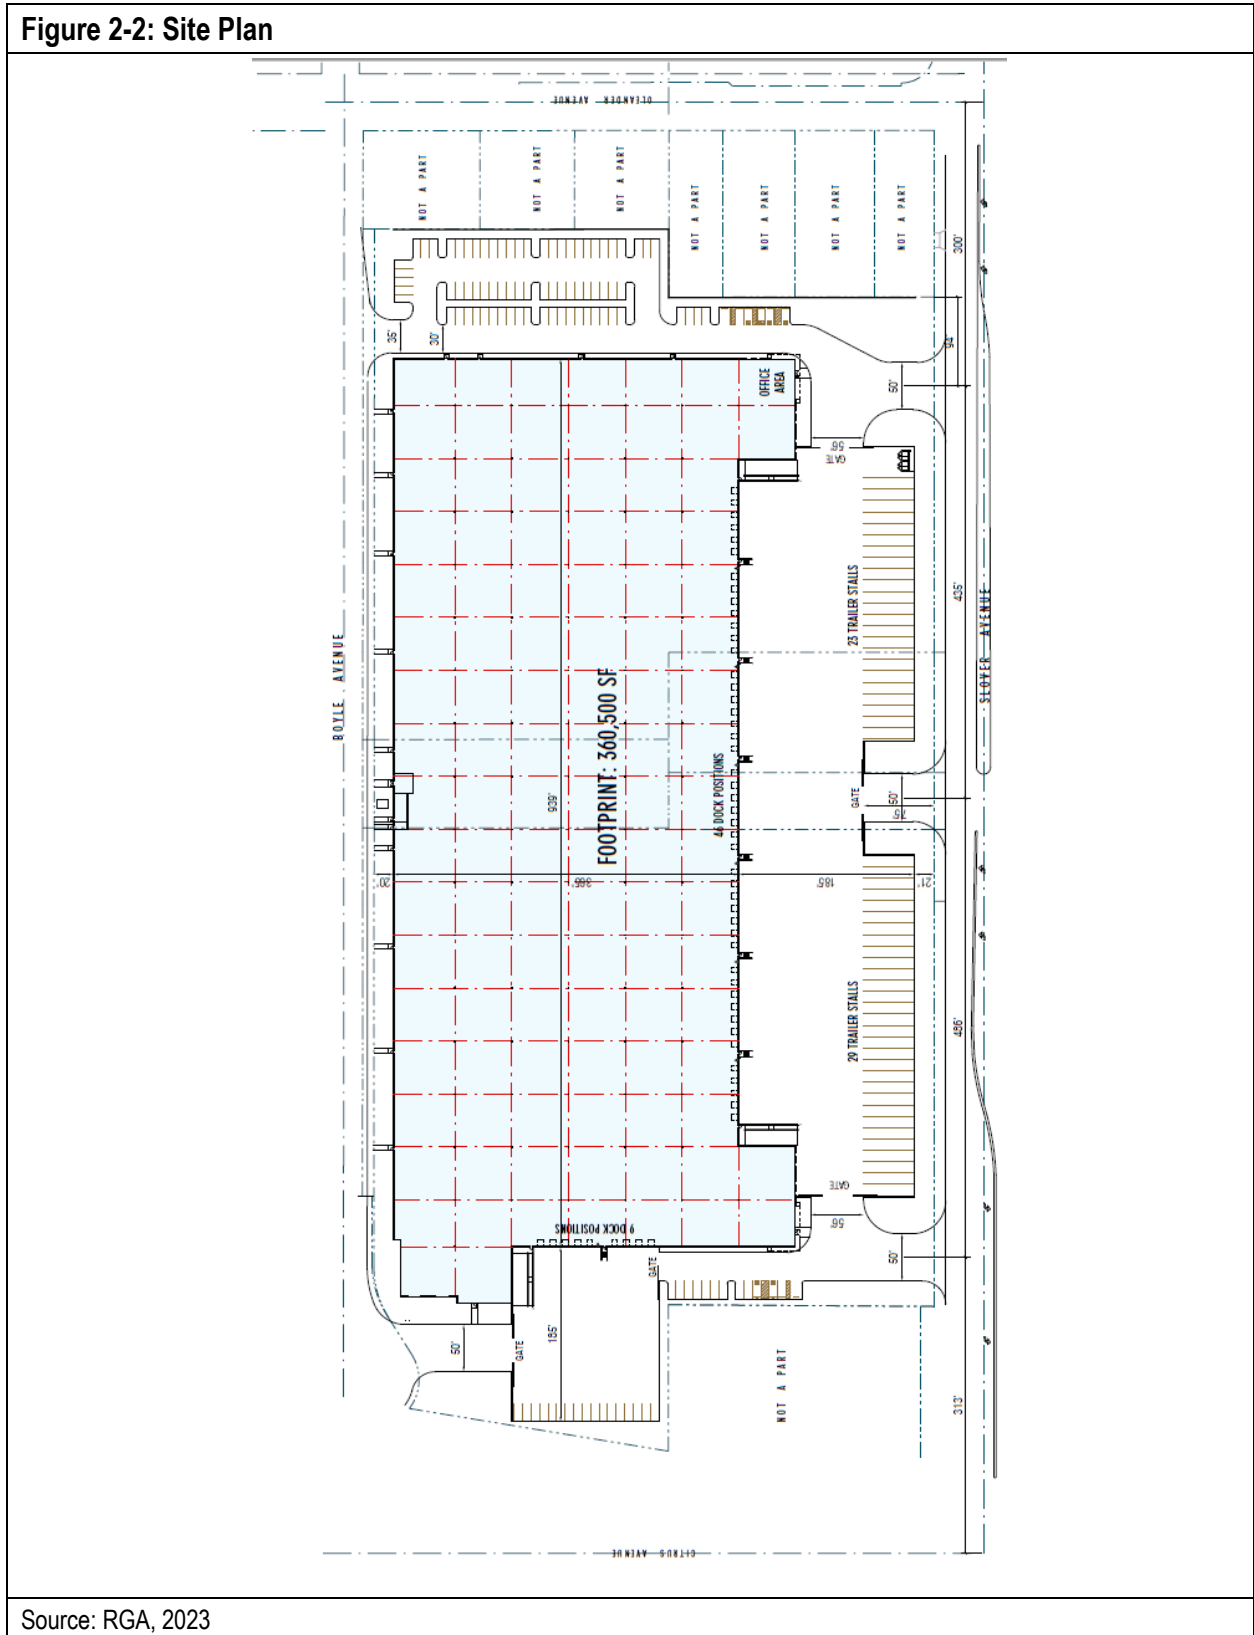 Figure 2-2: Site Plan
OLEANDER AVENUE
NOT A PART
NOT A PART
NOT A PART
NOT A PART
NOT A PART
NOT A PART
NOT A PART
300'
94'
35'
30'
OFFICE
AREA
50'
56'
GATE
435'
23 TRAILER STALLS
SLOVER AVENUE
BOYLE AVENUE
FOOTPRINT: 360,500 SF
939'
46 DOCK POSITIONS
GATE
50'
20'
365'
185'
21'
29 TRAILER STALLS
486'
GATE
56'
9 DOCK POSITIONS
GATE
50'
185'
50'
GATE
NOT A PART
313'
CITRUS AVENUE
Source: RGA, 2023